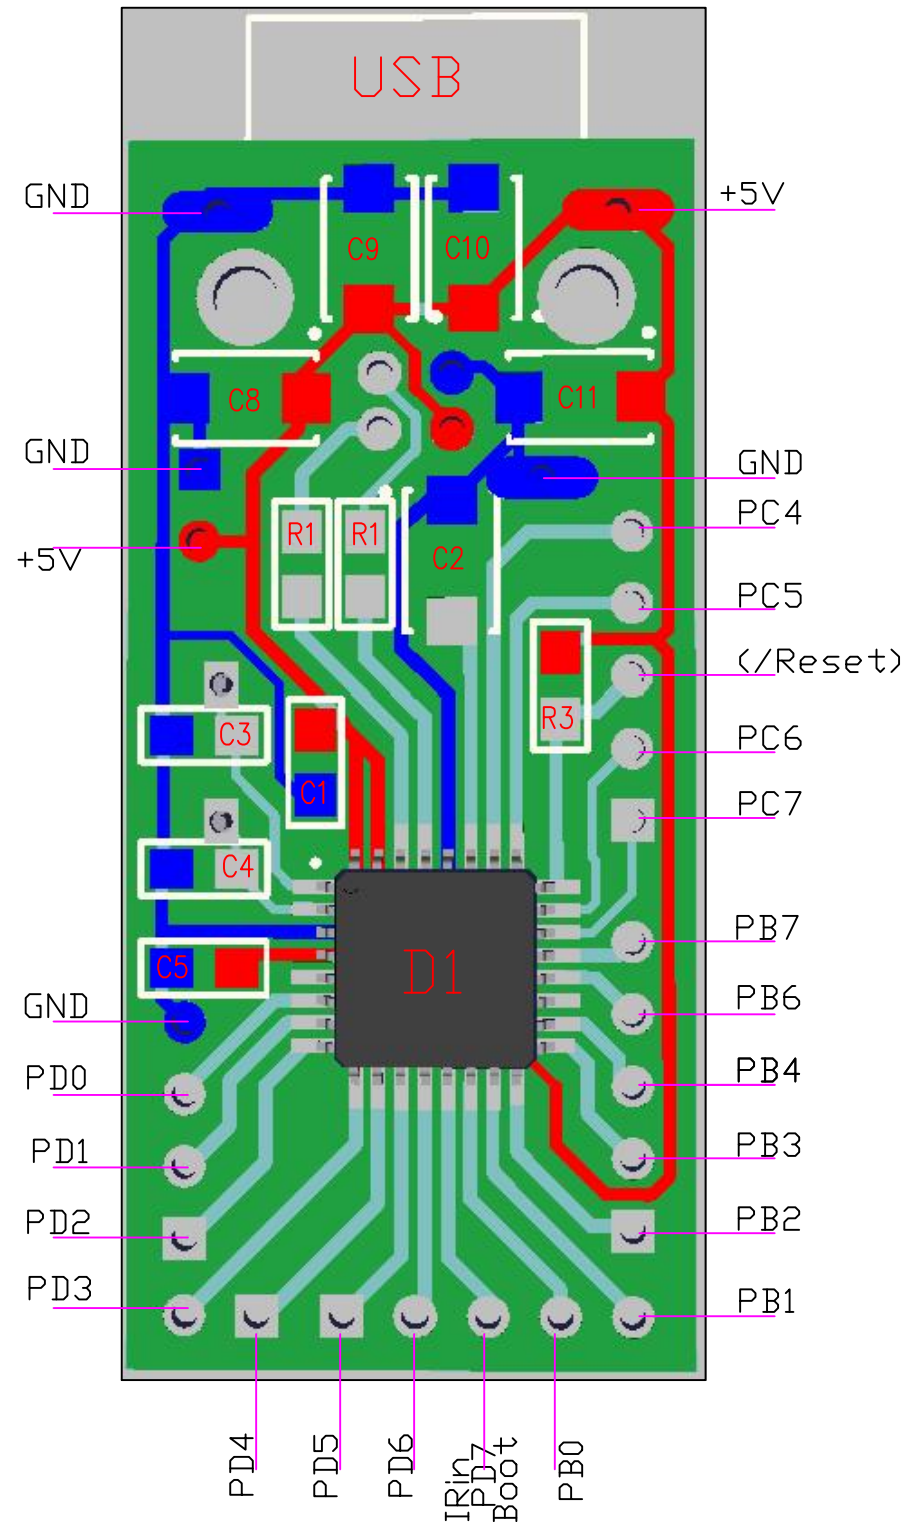 USB
GND
+5V
C9
C10
C8
C11
GND
GND
PC4
+5V
R1
R1
C2
PC5
(/Reset)
R3
C3
PC6
C1
PC7
C4
PB7
C5
D1
GND
PB6
PD0
PB4
PD1
PB3
PD2
PB2
PD3
PB1
PD4
PD5
PD6
IRin
PD7
Boot
PB0